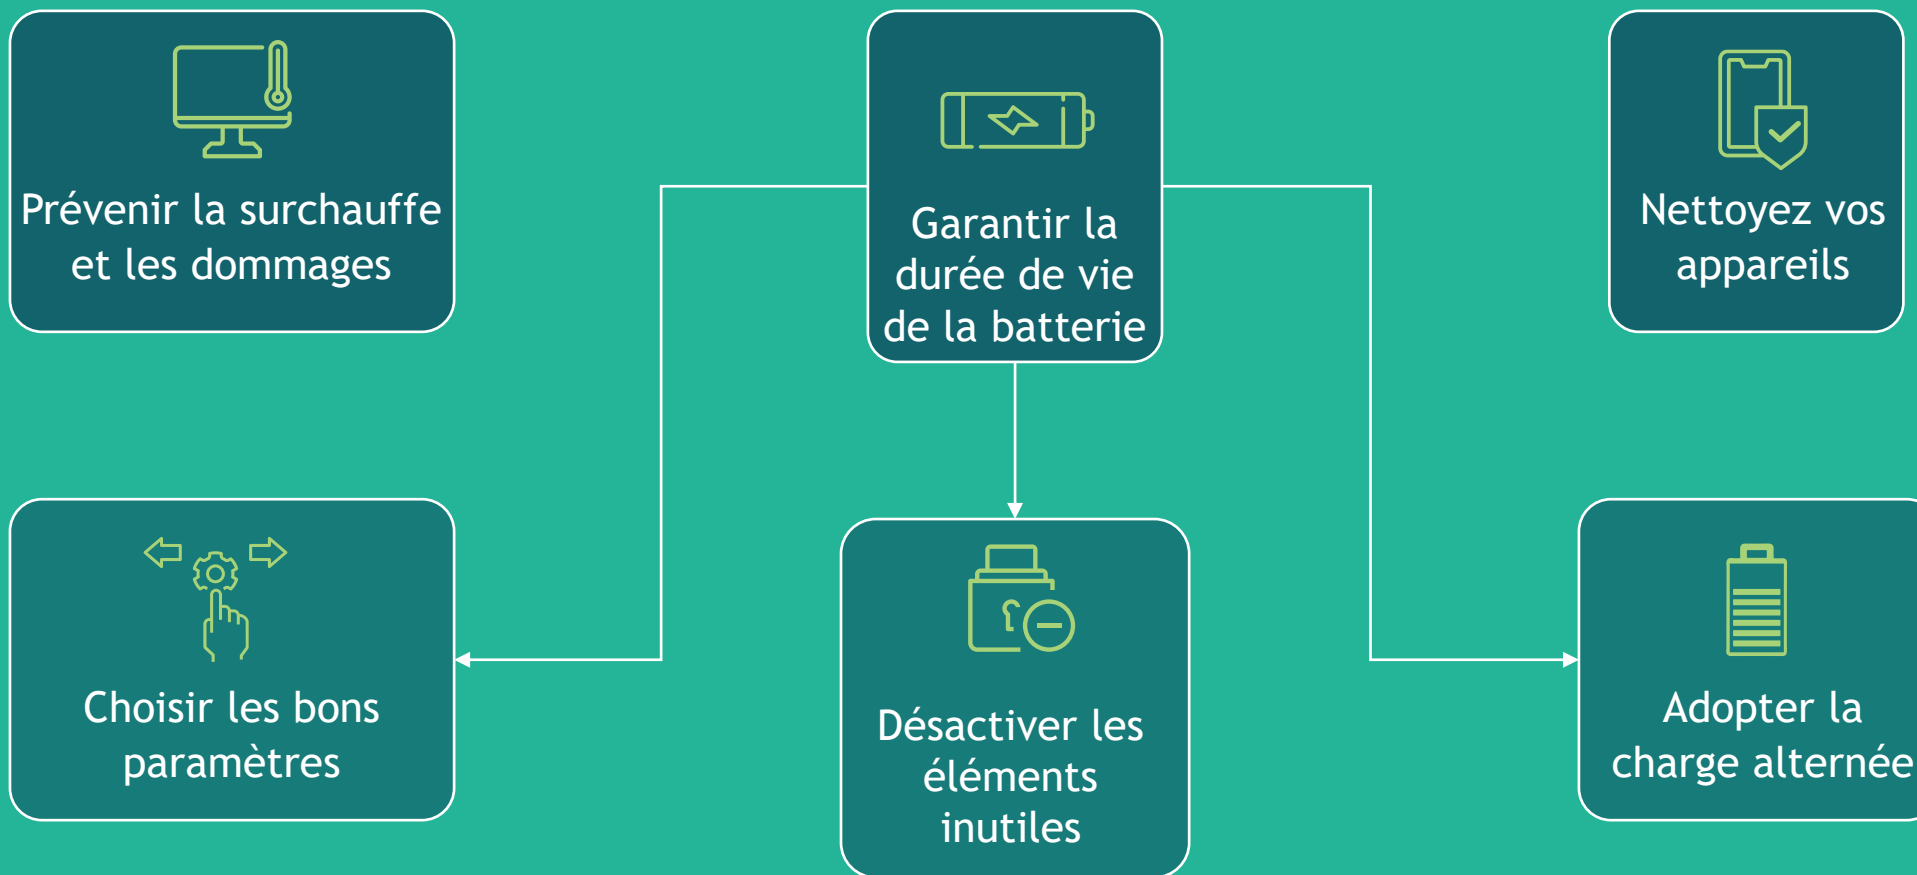 Prévenir la surchauffe
et les dommages
Garantir la
durée de vie
de la batterie
Nettoyez vos
appareils
Choisir les bons
paramètres
Désactiver les
éléments
inutiles
Adopter la
charge alternée